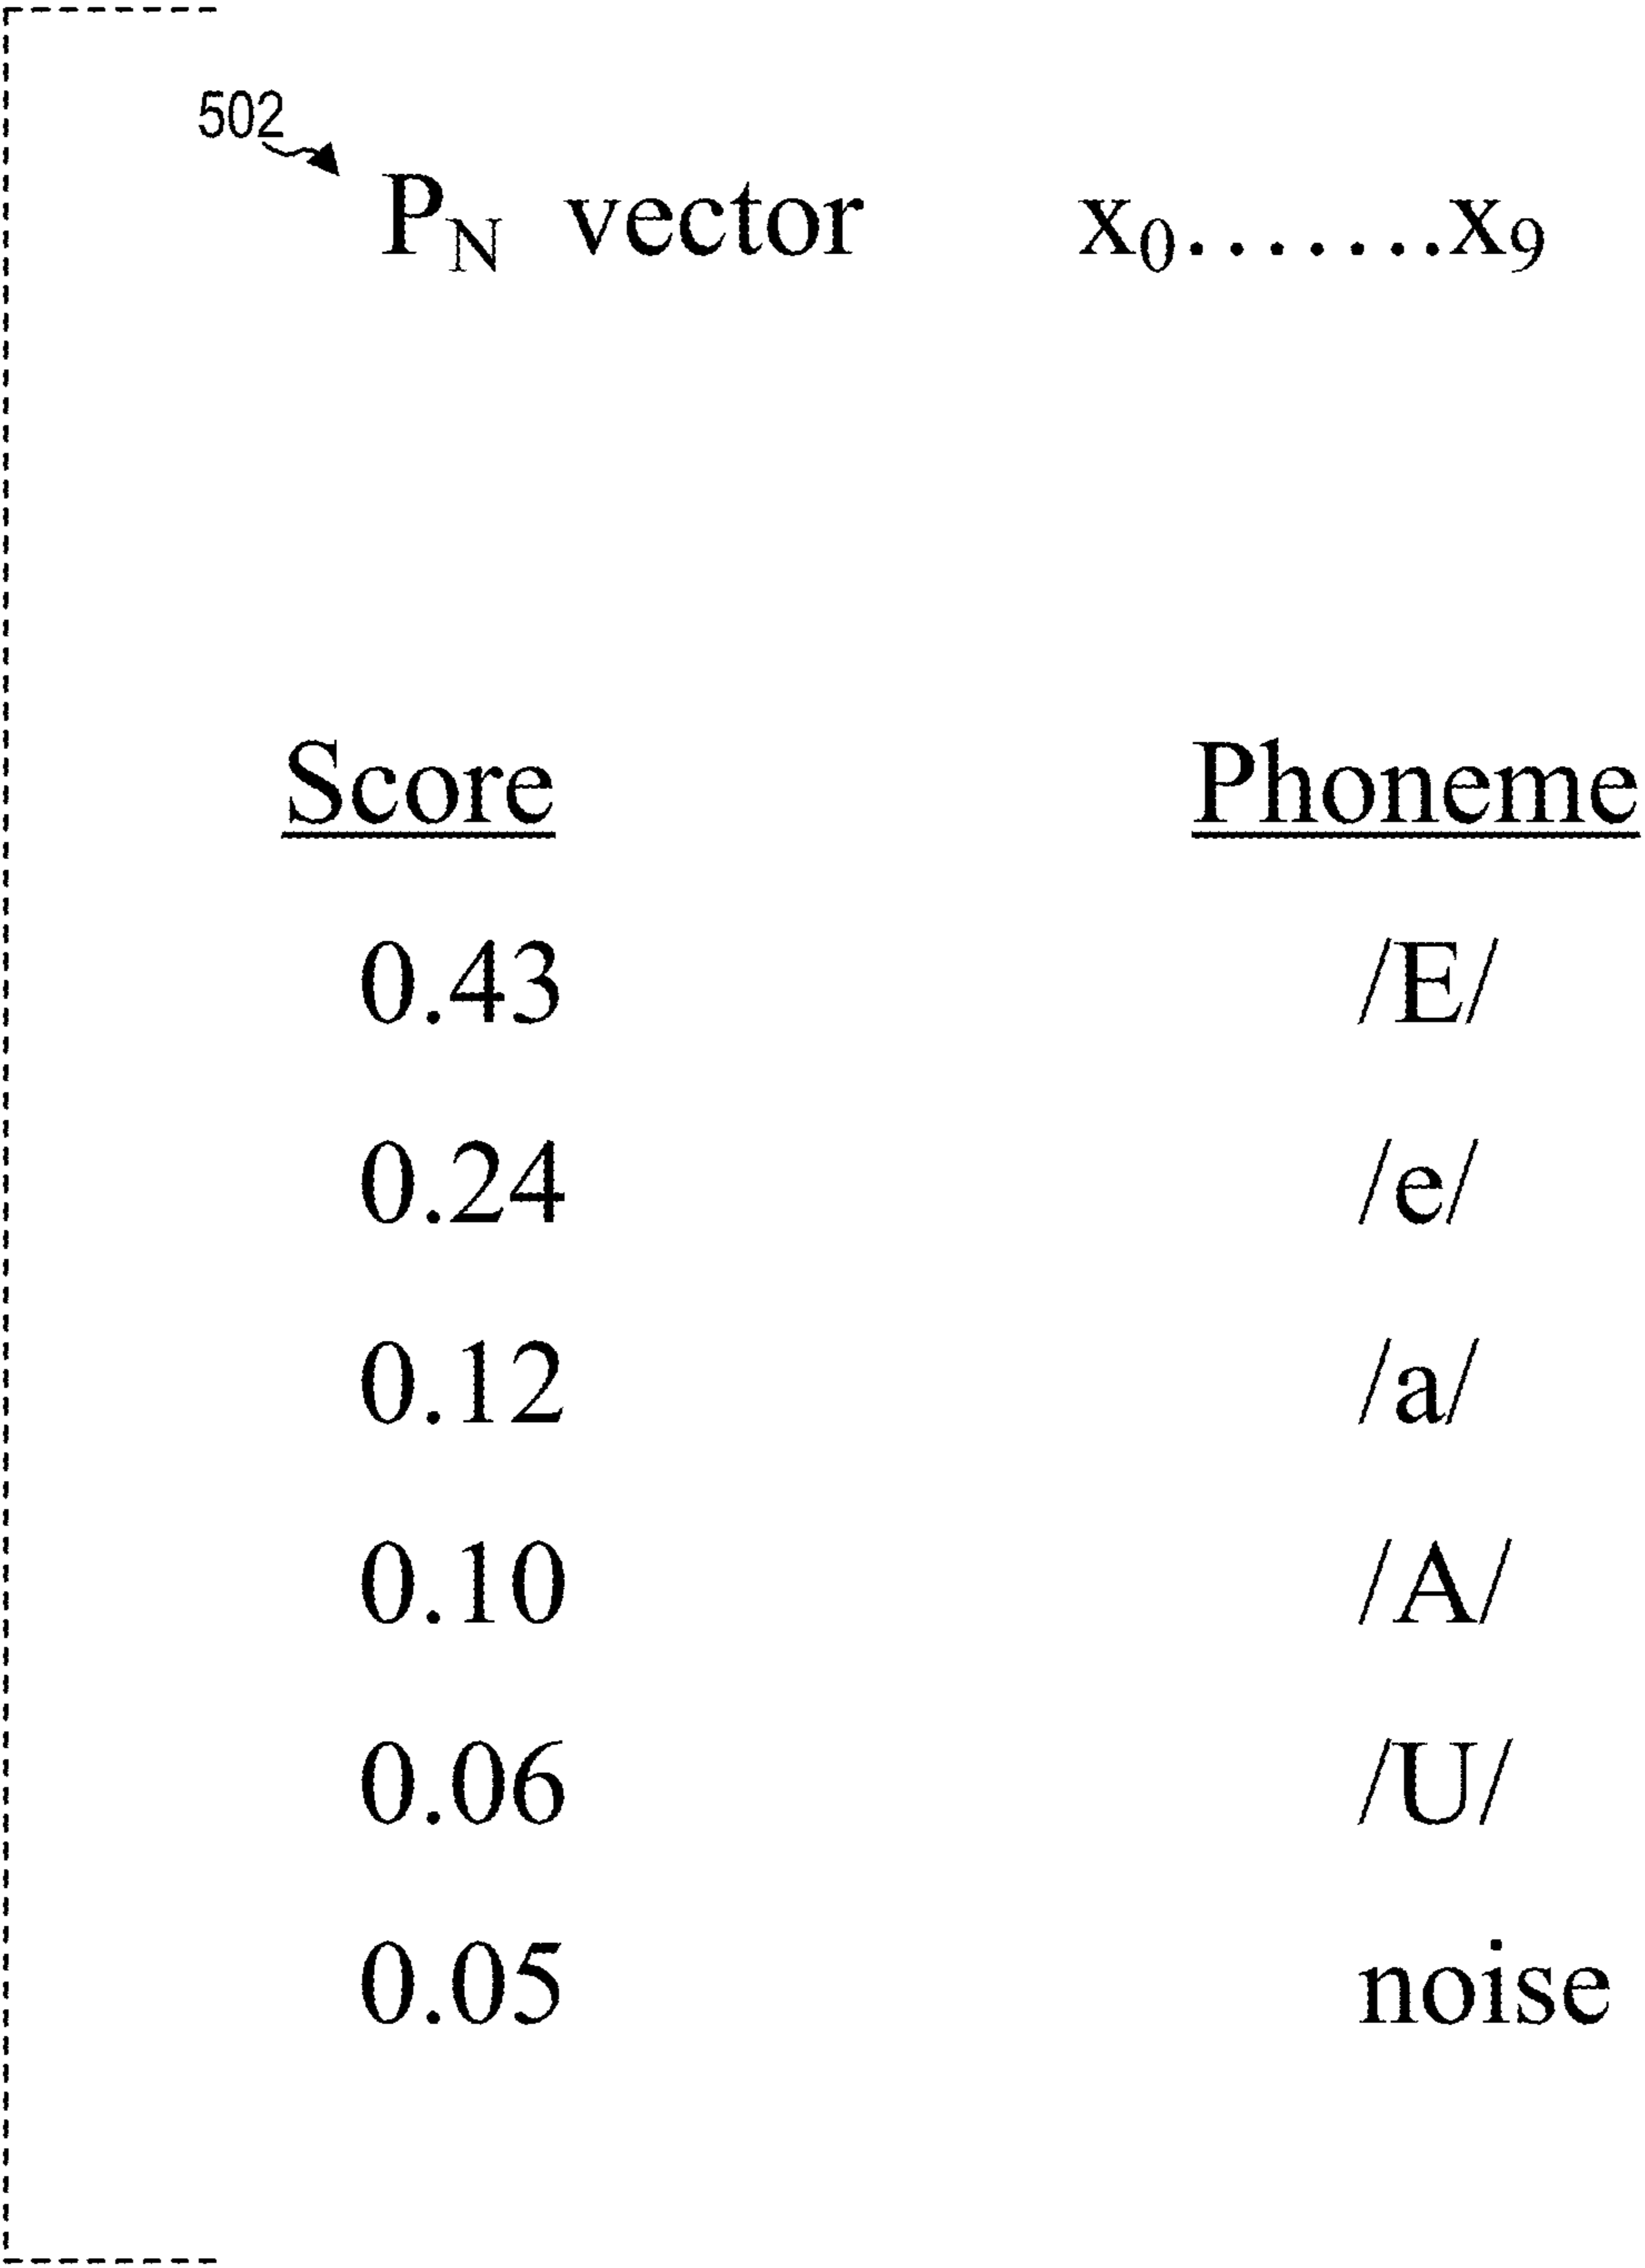 502
P_N vector x_0.......x_9
Score Phoneme
0.43 /E/
0.24 /e/
0.12 /a/
0.10 /A/
0.06 /U/
0.05 noise